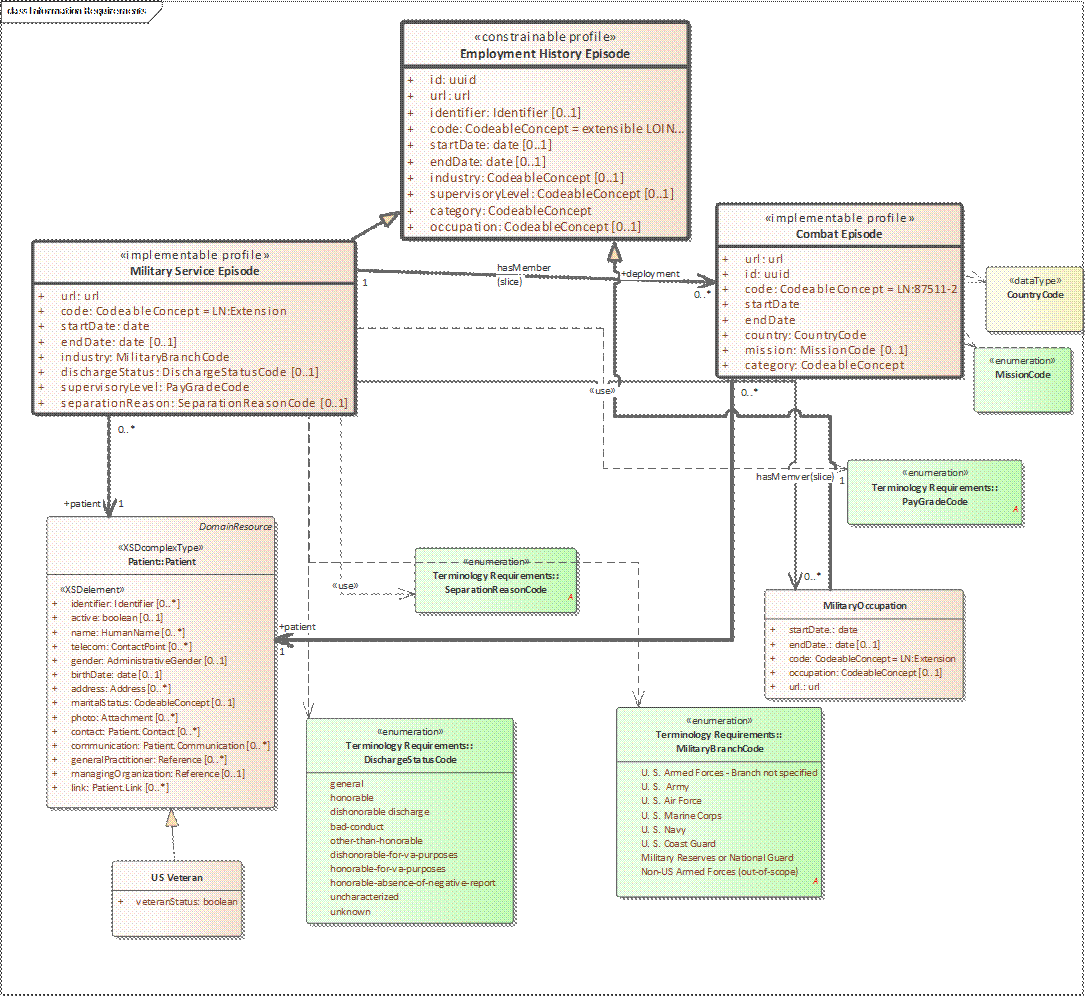 class Information Requirements
«constrainable profile»
Employment History Episode
+ id: uuid
+ url: url
+ identifier: Identifier [0..1]
+ code: CodeableConcept = extensible LOIN...
+ startDate: date [0..1]
+ endDate: date [0..1]
+ industry: CodeableConcept [0..1]
+ supervisoryLevel: CodeableConcept [0..1]
+ category: CodeableConcept
+ occupation: CodeableConcept [0..1]
«implementable profile»
Military Service Episode
+ url: url
+ code: CodeableConcept = LN:Extension
+ startDate: date
+ endDate: date [0..1]
+ industry: MilitaryBranchCode
+ dischargeStatus: DischargeStatusCode [0..1]
+ supervisoryLevel: PayGradeCode
+ separationReason: SeparationReasonCode [0..1]
hasMember
(slice)
1
+deployment
0..*
«implementable profile»
Combat Episode
+ url: url
+ id: uuid
+ code: CodeableConcept = LN:87511-2
+ startDate
+ endDate
+ country: CountryCode
+ mission: MissionCode [0..1]
+ category: CodeableConcept
«dataType»
CountryCode
«enumeration»
MissionCode
«use»
0..*
0..*
hasMemver(slice)
1
0..*
«enumeration»
Terminology Requirements::
PayGradeCode
A
+patient
1
DomainResource
«XSDcomplexType»
Patient::Patient
«XSDelement»
+ identifier: Identifier [0..*]
+ active: boolean [0..1]
+ name: HumanName [0..*]
+ telecom: ContactPoint [0..*]
+ gender: AdministrativeGender [0..1]
+ birthDate: date [0..1]
+ address: Address [0..*]
+ maritalStatus: CodeableConcept [0..1]
+ photo: Attachment [0..*]
+ contact: Patient.Contact [0..*]
+ communication: Patient.Communication [0..*]
+ generalPractitioner: Reference [0..*]
+ managingOrganization: Reference [0..1]
+ link: Patient.Link [0..*]
«use»
«enumeration»
Terminology Requirements::
SeparationReasonCode
A
+patient
1
MilitaryOccupation
+ startDate.: date
+ endDate.: date [0..1]
+ code: CodeableConcept = LN:Extension
+ occupation: CodeableConcept [0..1]
+ url.: url
«enumeration»
Terminology Requirements::
DischargeStatusCode
general
honorable
dishonorable discharge
bad-conduct
other-than-honorable
dishonorable-for-va-purposes
honorable-for-va-purposes
honorable-absence-of-negative-report
uncharacterized
unknown
«enumeration»
Terminology Requirements::
MilitaryBranchCode
U. S. Armed Forces - Branch not specified
U. S. Army
U. S. Air Force
U. S. Marine Corps
U. S. Navy
U. S. Coast Guard
Military Reserves or National Guard
Non-US Armed Forces (out-of-scope)
A
US Veteran
+ veteranStatus: boolean